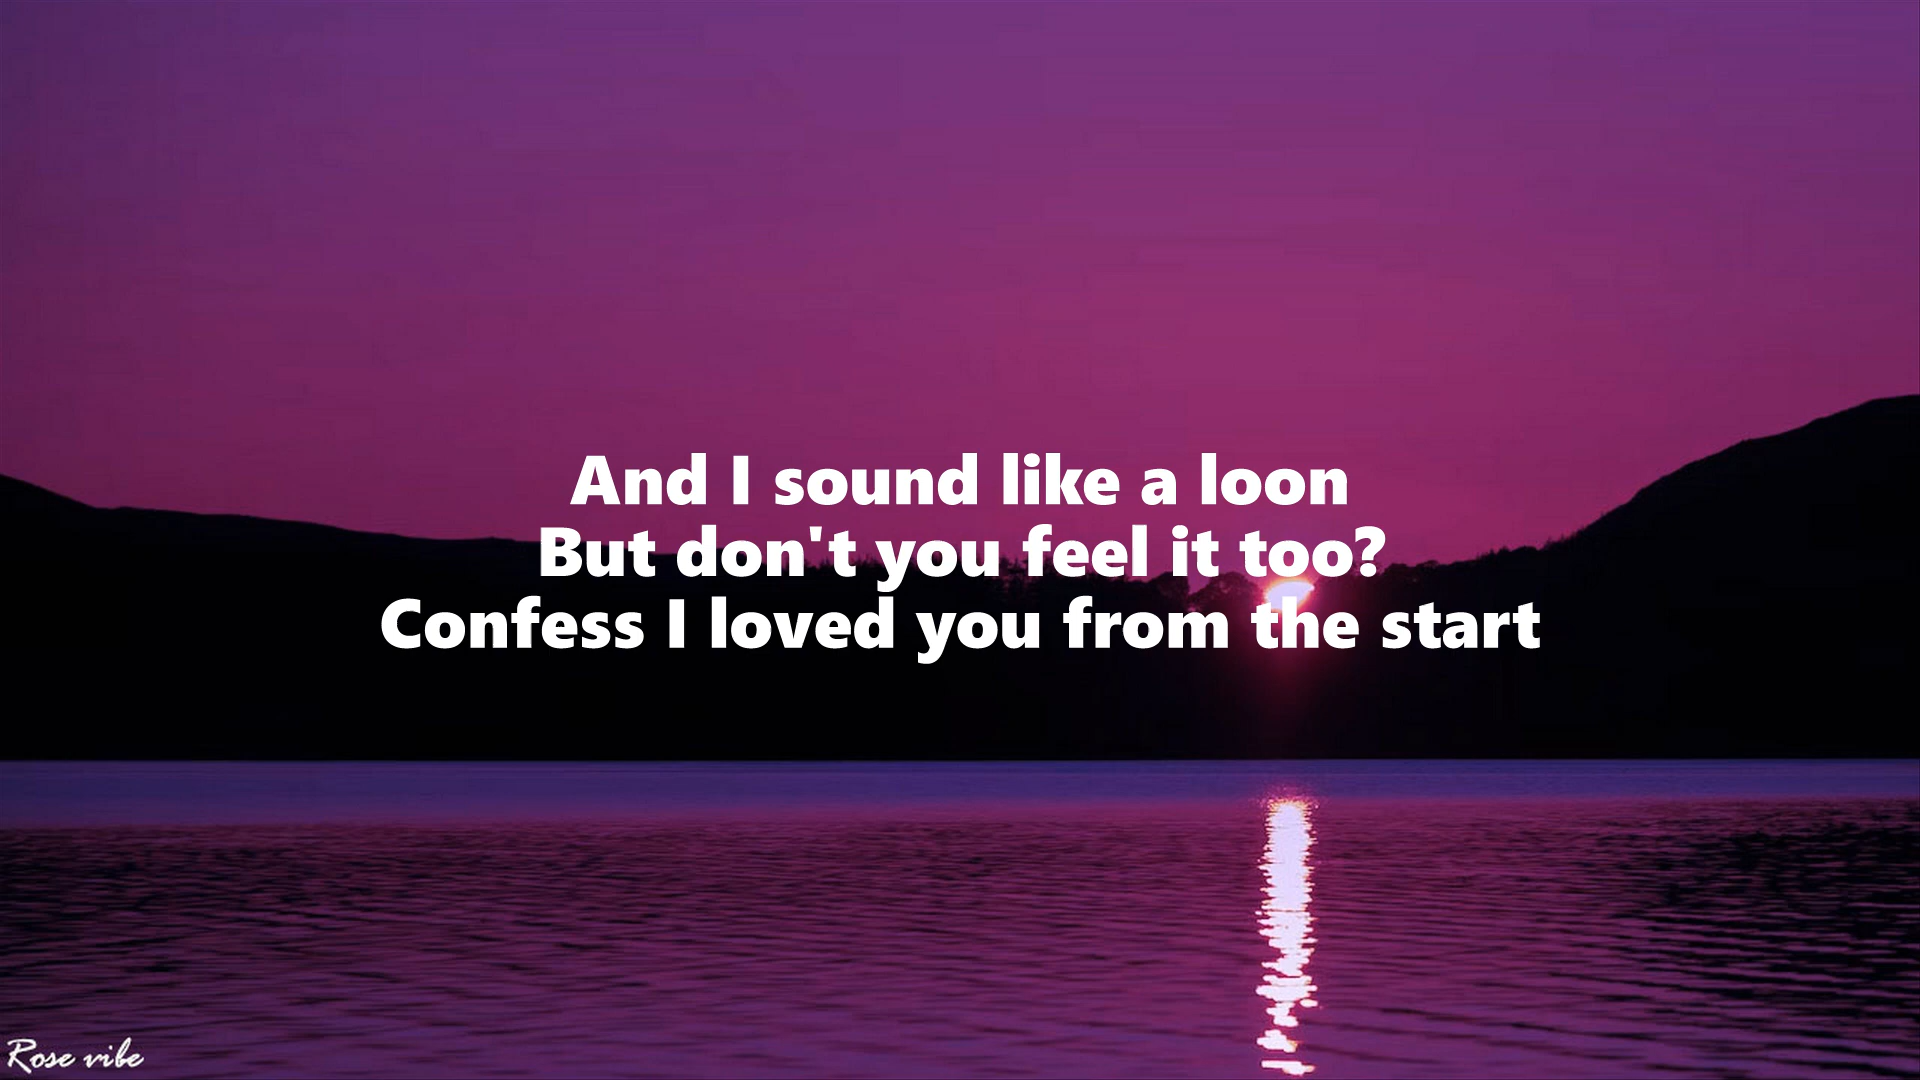 And I sound like a loon
But don't you feel it too?
Confess I loved you from the start
Rose vibe